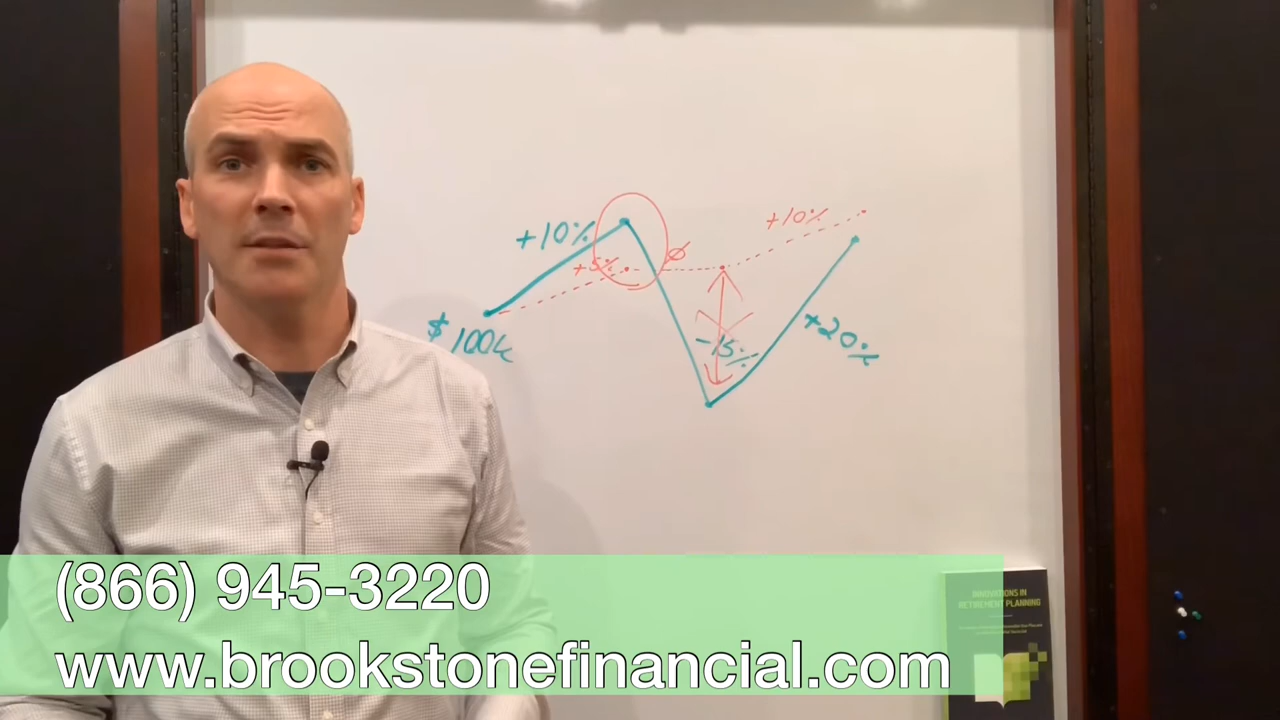 +10%
+10%
+5%
∅
$100k
-15%
+20%
INNOVATIONS IN
RETIREMENT PLANNING
(866) 945-3220
www.brookstonefinancial.com